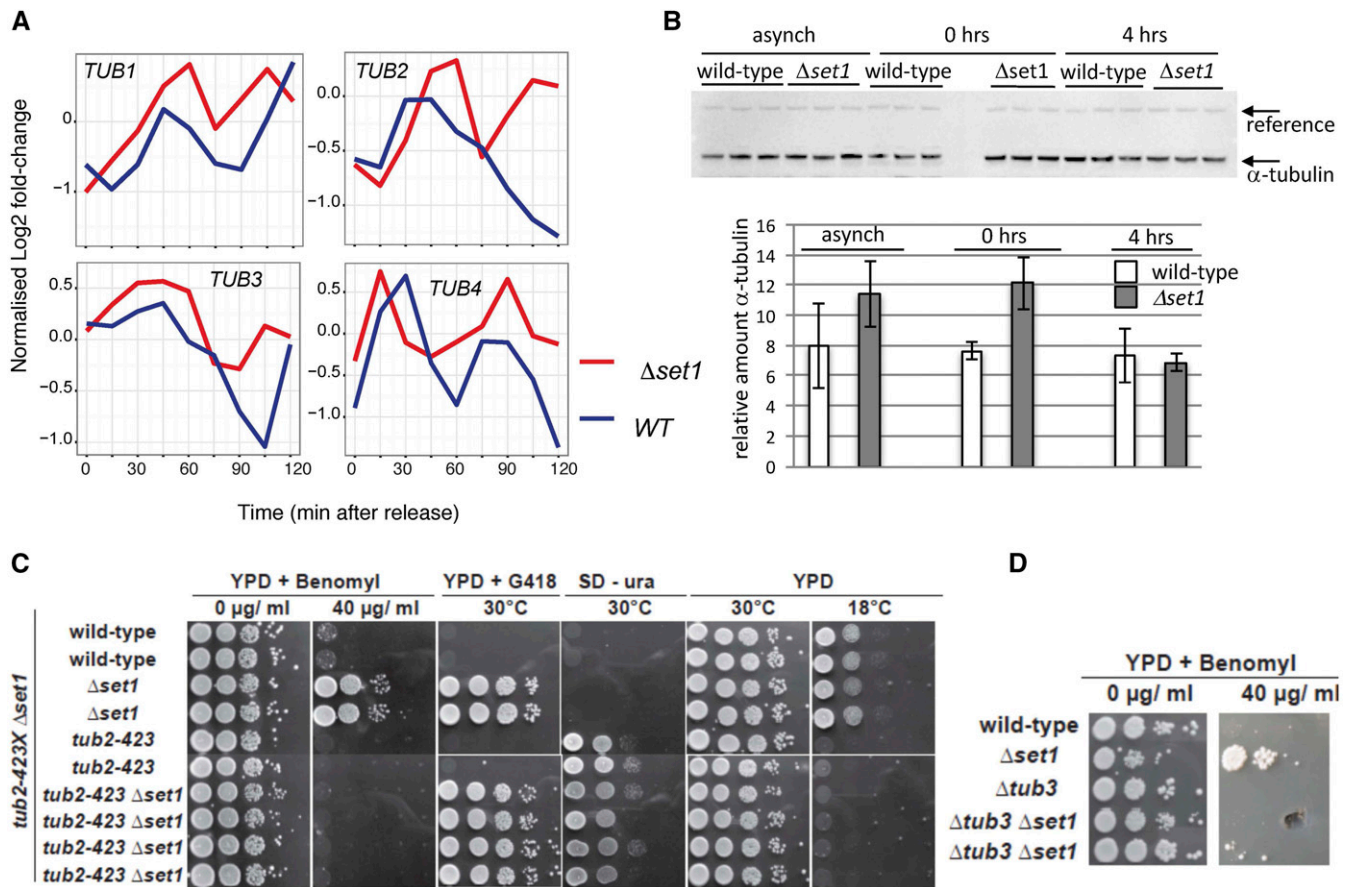 A
TUB1
TUB2
TUB3
TUB4
0
−1
0.0
−0.5
−1.0
0.5
0.0
−0.5
−1.0
0.5
0.0
−0.5
−1.0
0 30 60 90 120
0 30 60 90 120
Normalised Log2 fold-change
Time (min after release)
Δset1
WT
B
asynch 0 hrs 4 hrs
wild-type Δset1 wild-type Δset1 wild-type Δset1
reference
α-tubulin
relative amount α-tubulin
16
14
12
10
8
6
4
2
0
asynch 0 hrs 4 hrs
wild-type
Δset1
C
YPD + Benomyl YPD + G418 SD - ura YPD
0 µg/ ml 40 µg/ ml 30°C 30°C 30°C 18°C
tub2-423X Δset1
wild-type
wild-type
Δset1
Δset1
tub2-423
tub2-423
tub2-423 Δset1
tub2-423 Δset1
tub2-423 Δset1
tub2-423 Δset1
D
YPD + Benomyl
0 µg/ ml 40 µg/ ml
wild-type
Δset1
Δtub3
Δtub3 Δset1
Δtub3 Δset1